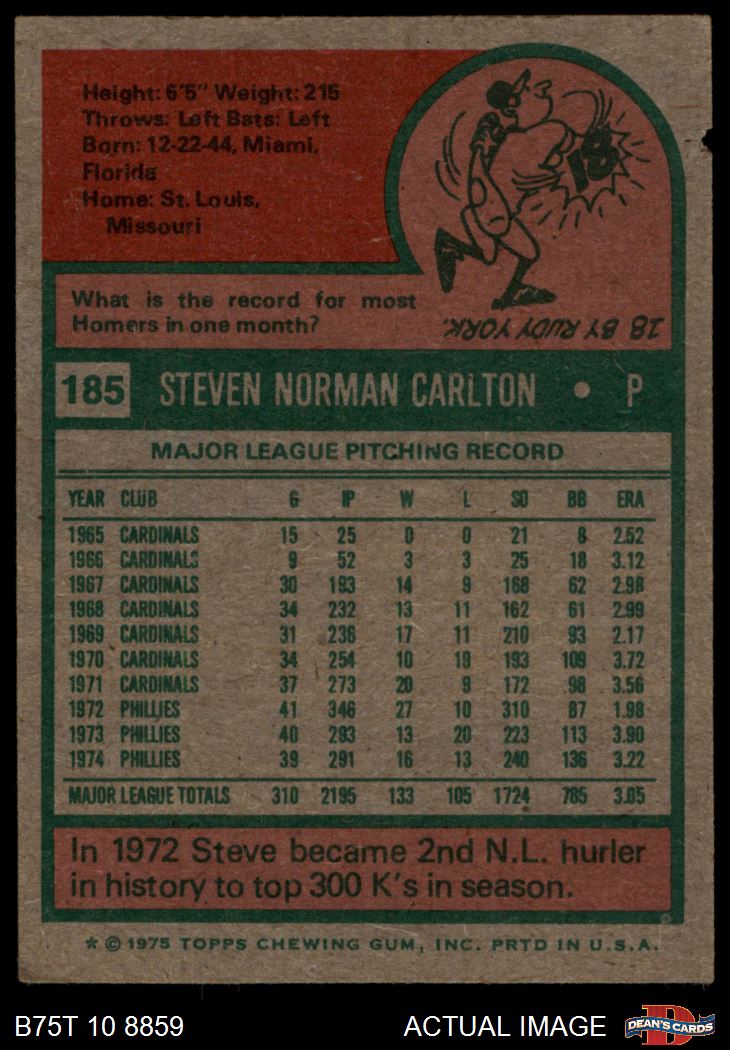 Height: 6'5" Weight: 215
Throws: Left Bats: Left
Born: 12-22-44, Miami,
Florida
Home: St. Louis,
Missouri
18
What is the record for most
Homers in one month?
18 BY RUDY YORK.
185 STEVEN NORMAN CARLTON • P
MAJOR LEAGUE PITCHING RECORD
YEAR CLUB G IP W L SO BB ERA
1965 CARDINALS 15 25 0 0 21 8 2.52
1966 CARDINALS 9 52 3 3 25 18 3.12
1967 CARDINALS 30 193 14 9 168 62 2.98
1968 CARDINALS 34 232 13 11 162 61 2.99
1969 CARDINALS 31 236 17 11 210 93 2.17
1970 CARDINALS 34 254 10 19 193 109 3.72
1971 CARDINALS 37 273 20 9 172 98 3.56
1972 PHILLIES 41 346 27 10 310 87 1.98
1973 PHILLIES 40 293 13 20 223 113 3.90
1974 PHILLIES 39 291 16 13 240 136 3.22
MAJOR LEAGUE TOTALS 310 2195 133 105 1724 785 3.05
In 1972 Steve became 2nd N.L. hurler
in history to top 300 K's in season.
* © 1975 TOPPS CHEWING GUM, INC. PRTD IN U.S.A.
B75T 10 8859 ACTUAL IMAGE D DEAN'S CARDS